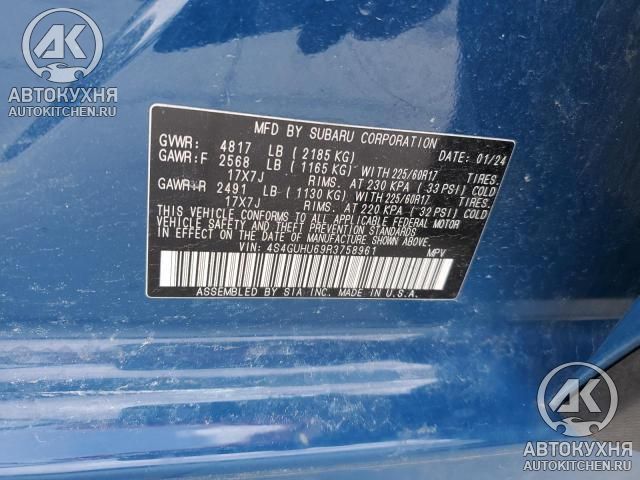 AK
АВТОКУХНЯ
AUTOKITCHEN.RU
MFD BY SUBARU CORPORATION
GVWR: 4817 LB (2185 KG) DATE: 01/24
GAWR:F 2568 LB (1165 KG) WITH 225/60R17 TIRES.
17X7J RIMS. AT 230 KPA (33 PSI) COLD
GAWR:R 2491 LB (1130 KG) WITH 225/60R17 TIRES.
17X7J RIMS. AT 220 KPA (32 PSI) COLD
THIS VEHICLE CONFORMS TO ALL APPLICABLE FEDERAL MOTOR
VEHICLE SAFETY AND THEFT PREVENTION STANDARDS
IN EFFECT ON THE DATE OF MANUFACTURE SHOWN ABOVE.
VIN: 4S4GUHU69R3758961 MPV
ASSEMBLED BY SIA INC. MADE IN U.S.A.
AK
АВТОКУХНЯ
AUTOKITCHEN.RU